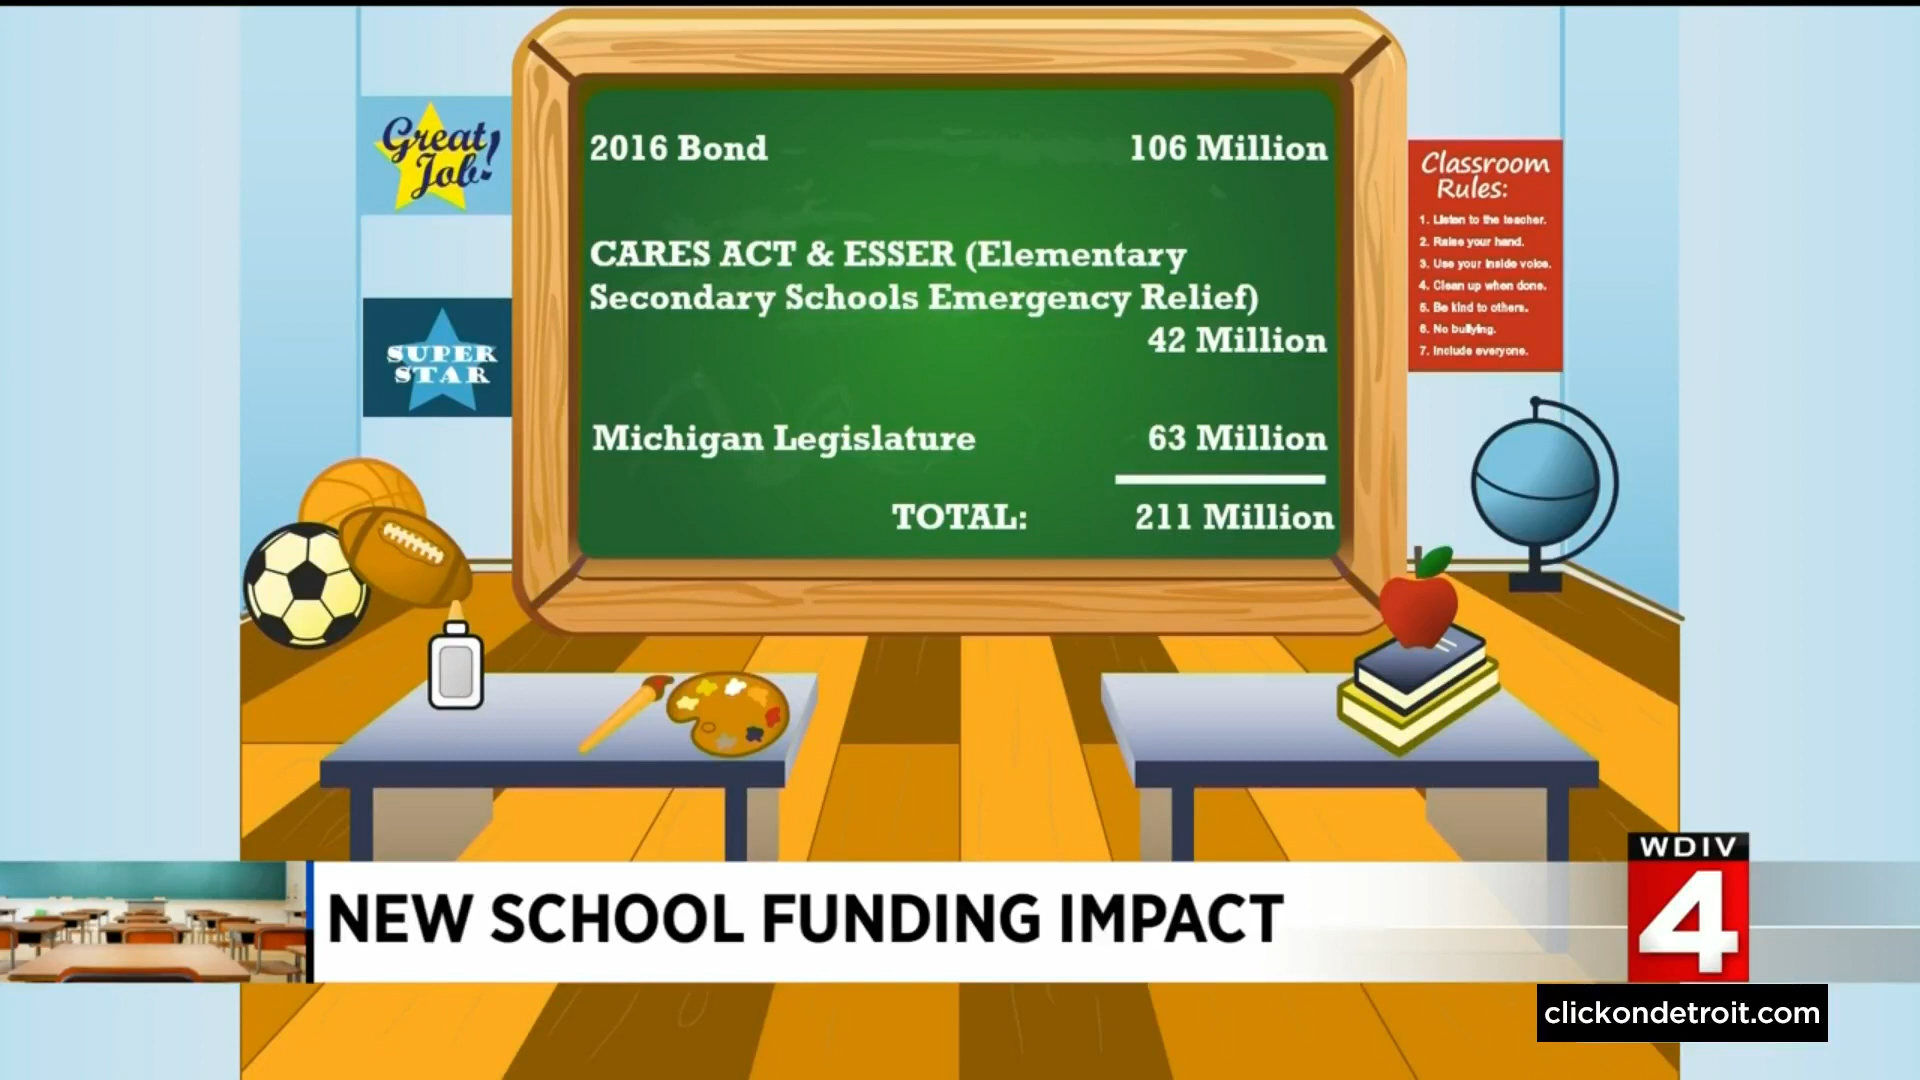 2016 Bond 106 Million
CARES ACT & ESSER (Elementary
Secondary Schools Emergency Relief)
42 Million
Michigan Legislature 63 Million
TOTAL: 211 Million
Great
Job!
SUPER
STAR
Classroom
Rules:
1. Listen to the teacher.
2. Raise your hand.
3. Use your inside voice.
4. Clean up when done.
5. Be kind to others.
6. No bullying.
7. Include everyone.
NEW SCHOOL FUNDING IMPACT
WDIV
4
clickondetroit.com